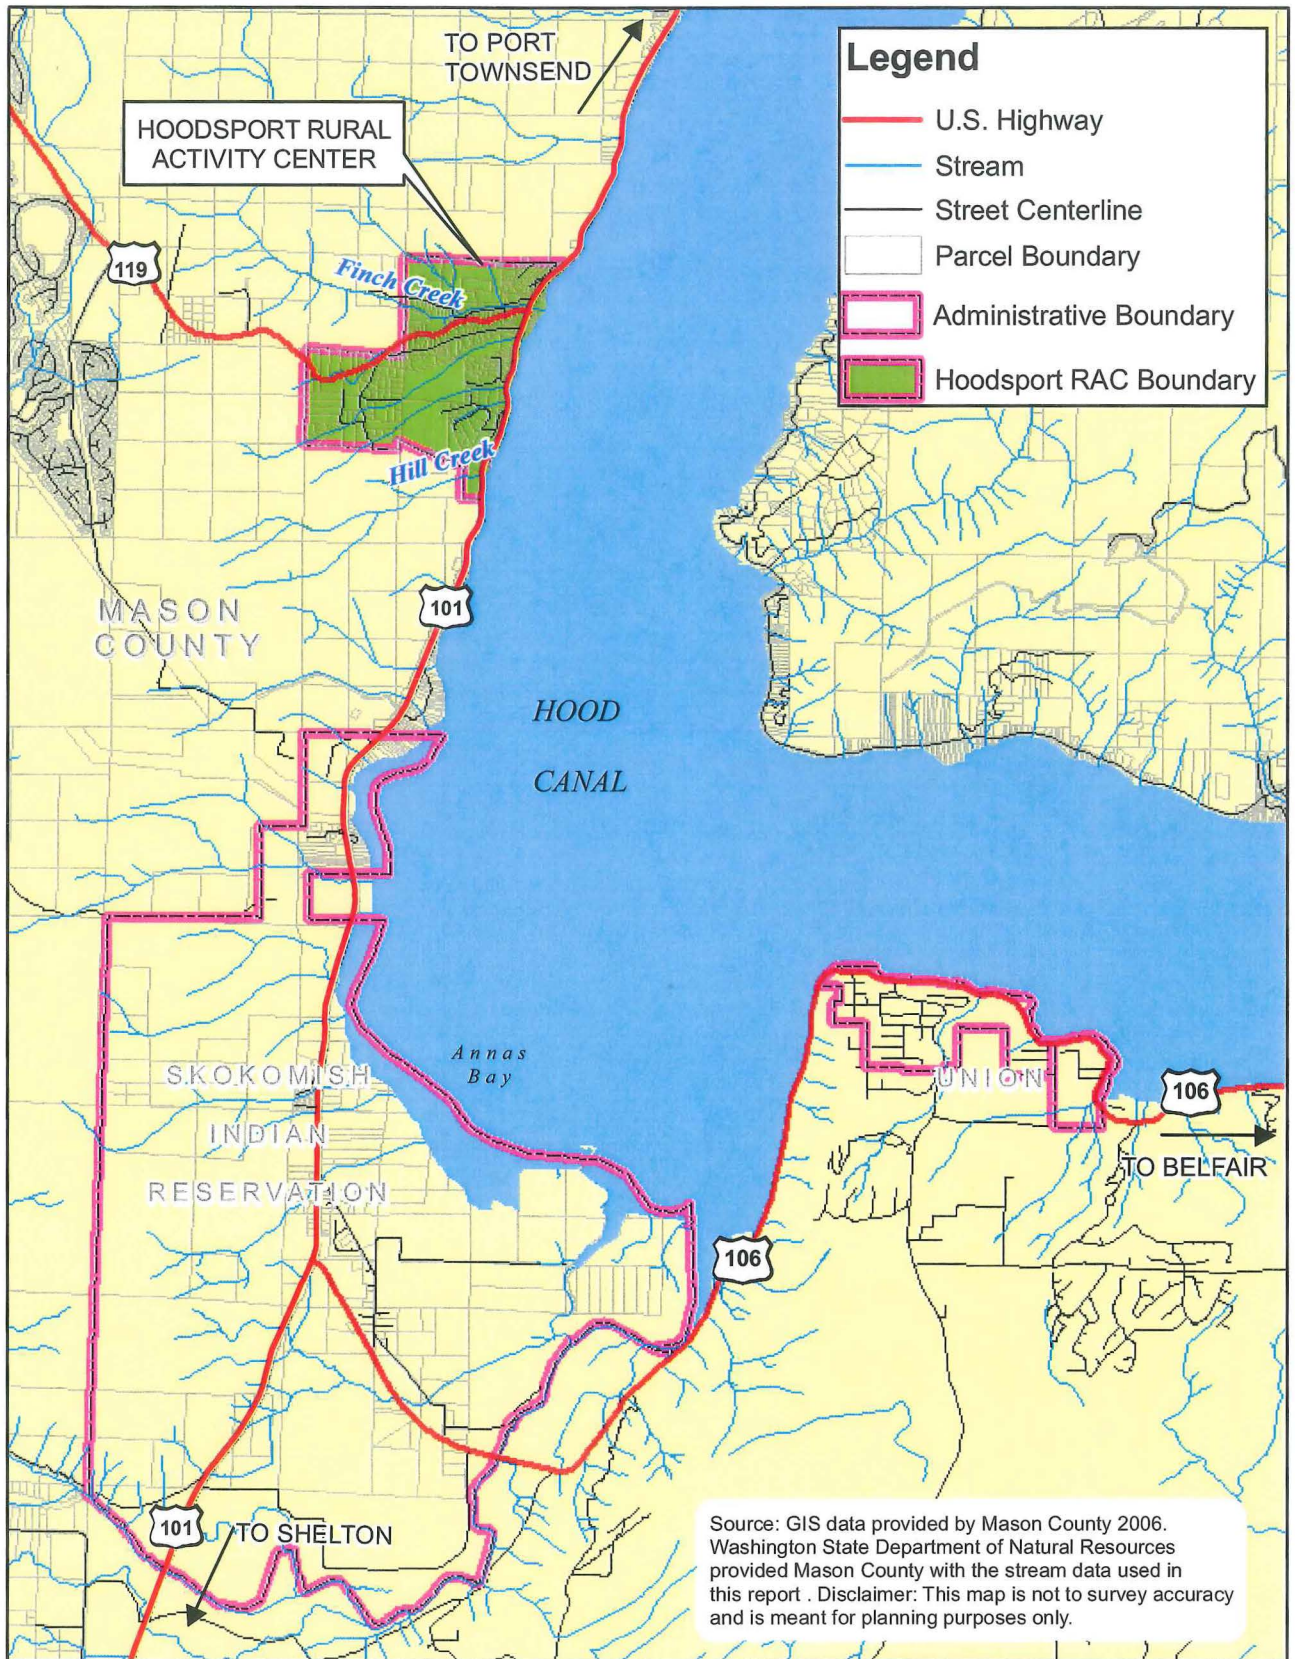 TO PORT
TOWNSEND
Legend
U.S. Highway
Stream
Street Centerline
Parcel Boundary
Administrative Boundary
Hoodsport RAC Boundary
HOODSPORT RURAL
ACTIVITY CENTER
119
Finch Creek
Hill Creek
101
MASON
COUNTY
HOOD
CANAL
Annas
Bay
SKOKOMISH
INDIAN
RESERVATION
UNION
106
TO BELFAIR
106
101
TO SHELTON
Source: GIS data provided by Mason County 2006.
Washington State Department of Natural Resources
provided Mason County with the stream data used in
this report . Disclaimer: This map is not to survey accuracy
and is meant for planning purposes only.